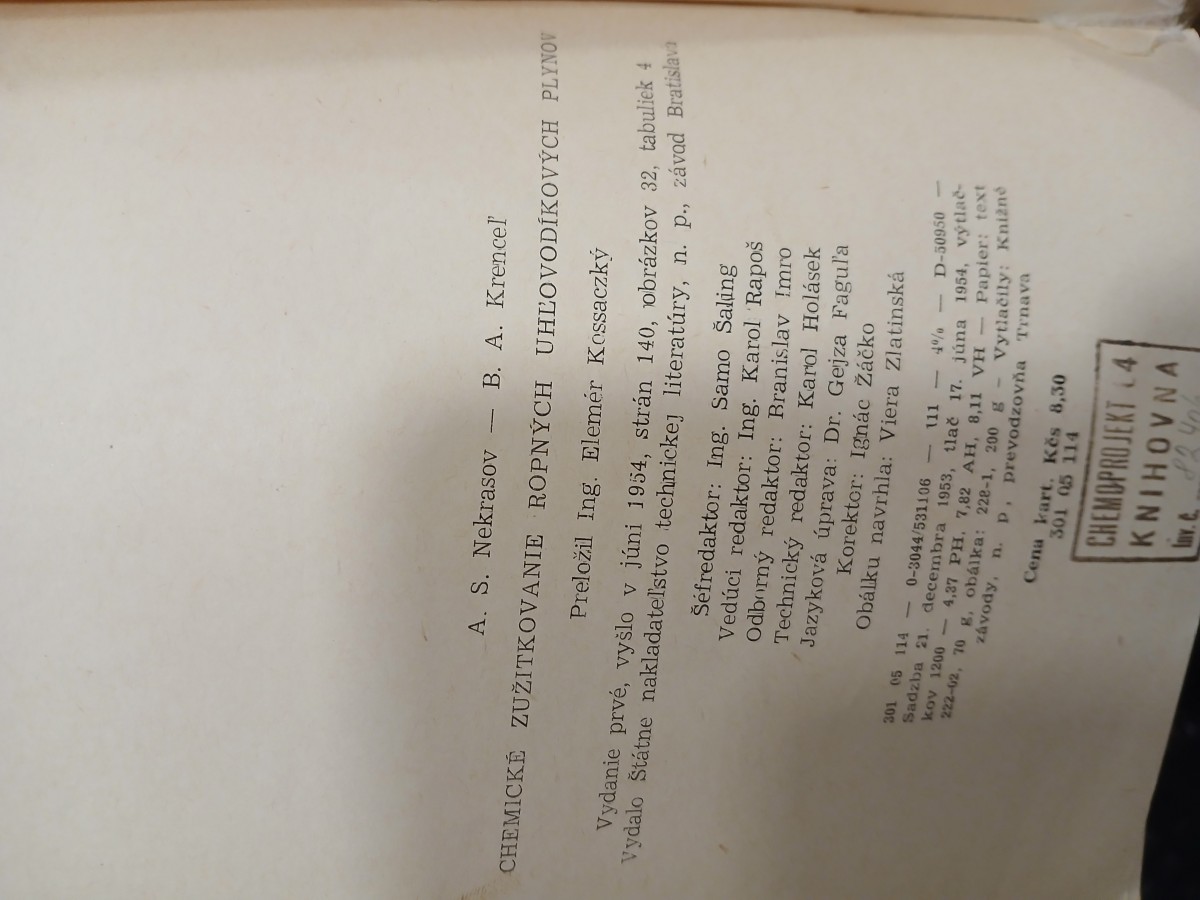 A. S. Nekrasov — B. A. Krenceľ
CHEMICKÉ ZUŽITKOVANIE ROPNÝCH UHĽOVODÍKOVÝCH PLYNOV
Preložil Ing. Elemér Kossaczký
Vydanie prvé, vyšlo v júni 1954, strán 140, obrázkov 32, tabuliek 4
Vydalo Štátne nakladateľstvo technickej literatúry, n. p., závod Bratislava
Šéfredaktor: Ing. Samo Šaling
Vedúci redaktor: Ing. Karol Rapoš
Odborný redaktor: Branislav Imro
Technický redaktor: Karol Holásek
Jazyková úprava: Dr. Gejza Faguľa
Korektor: Ignác Žáčko
Obálku navrhla: Viera Zlatinská
301 05 114 — 0-3044/531106 — III — 4% — D-50950 —
Sadzba 21. decembra 1953, tlač 17. júna 1954, výtlač-
kov 1200 — 4,37 PH, 7,82 AH, 8,11 VH — Papier: text
222-02, 70 g, obálka: 228-1, 200 g - Vytlačily: Knižné
závody, n. p, prevodzovňa Trnava
Cena kart. Kčs 8,30
301 05 114
CHEMOPROJEKT 4
KNIHOVNA
Inv. č.